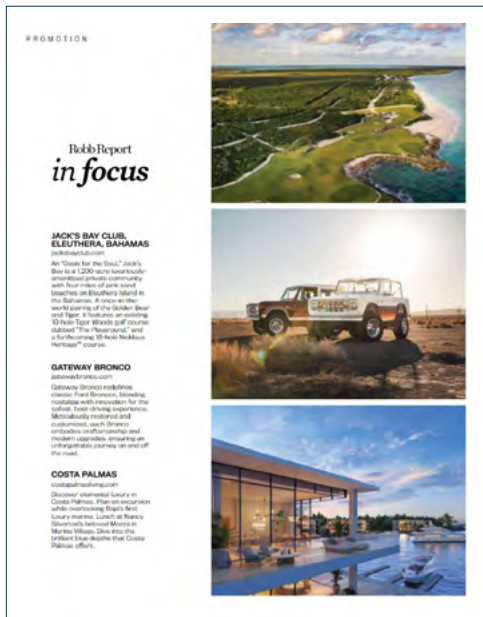 PROMOTION
Robb Report
in focus
JACK'S BAY CLUB,
ELEUTHERA, BAHAMAS
jacksbayclub.com
An "Oasis for the Soul," Jack's
Bay is a 1,200-acre luxuriously-
amenitized private community
with four miles of pink sand
beaches on Eleuthera Island in
the Bahamas. A once-in-the-
world pairing of the Golden Bear
and Tiger, it features an existing
10-hole Tiger Woods golf course
dubbed "The Playground," and
a forthcoming 18-hole Nicklaus
Heritage™ course.
GATEWAY BRONCO
gatewaybronco.com
Gateway Bronco redefines
classic Ford Broncos, blending
nostalgia with innovation for the
safest, best-driving experience.
Meticulously restored and
customized, each Bronco
embodies craftsmanship and
modern upgrades, ensuring an
unforgettable journey on and off
the road.
COSTA PALMAS
costapalmasliving.com
Discover elemental luxury in
Costa Palmas. Plan an excursion
while overlooking Baja's first
luxury marina. Lunch at Nancy
Silverton's beloved Mozza in
Marina Village. Dive into the
brilliant blue depths that Costa
Palmas offers.